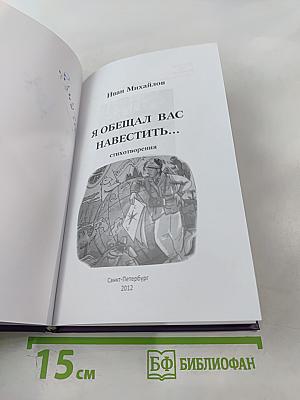 Иван Михайлов
Я ОБЕЩАЛ ВАС
НАВЕСТИТЬ...
стихотворения
Санкт-Петербург
2012
15 см
БФ БИБЛИОФАН